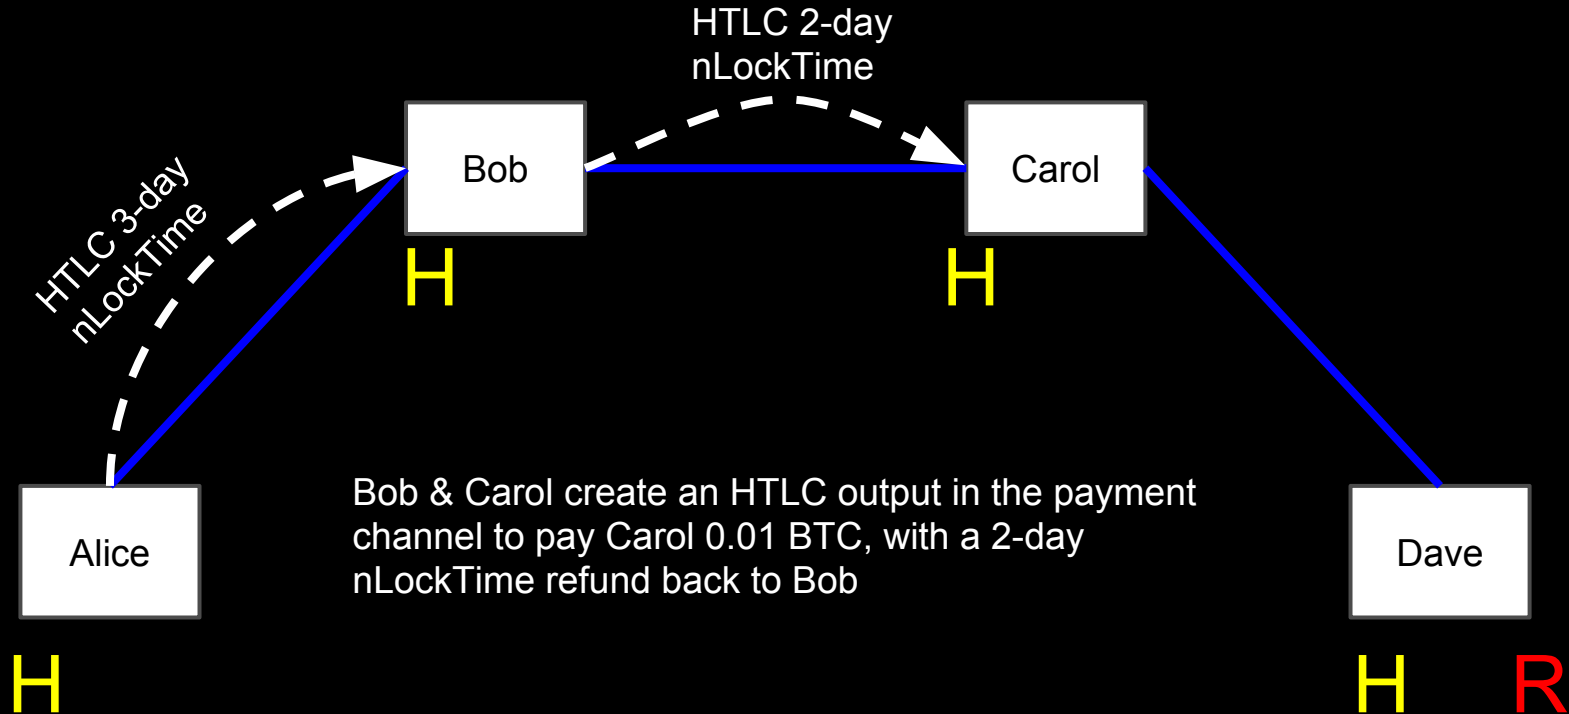 HTLC 2-day
nLockTime
HTLC 3-day
nLockTime
Bob
Carol
H
H
Bob & Carol create an HTLC output in the payment
channel to pay Carol 0.01 BTC, with a 2-day
nLockTime refund back to Bob
Alice
Dave
H
H
R